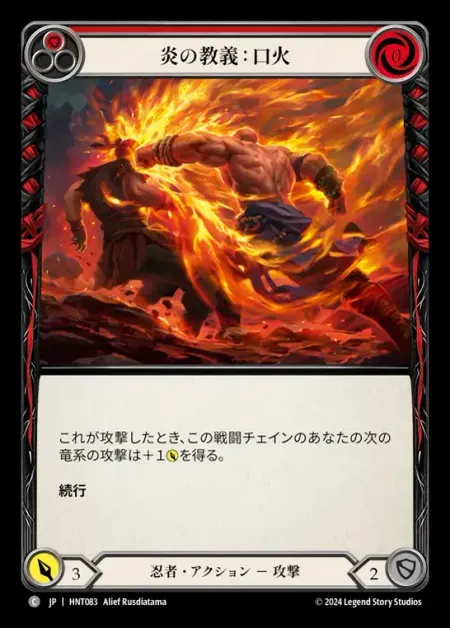 炎の教義：口火
0
これが攻撃したとき、この戦闘チェインのあなたの次の
竜系の攻撃は＋1を得る。
続行
3
忍者・アクション － 攻撃
2
C JP | HNT083 Alief Rusdiatama
© 2024 Legend Story Studios